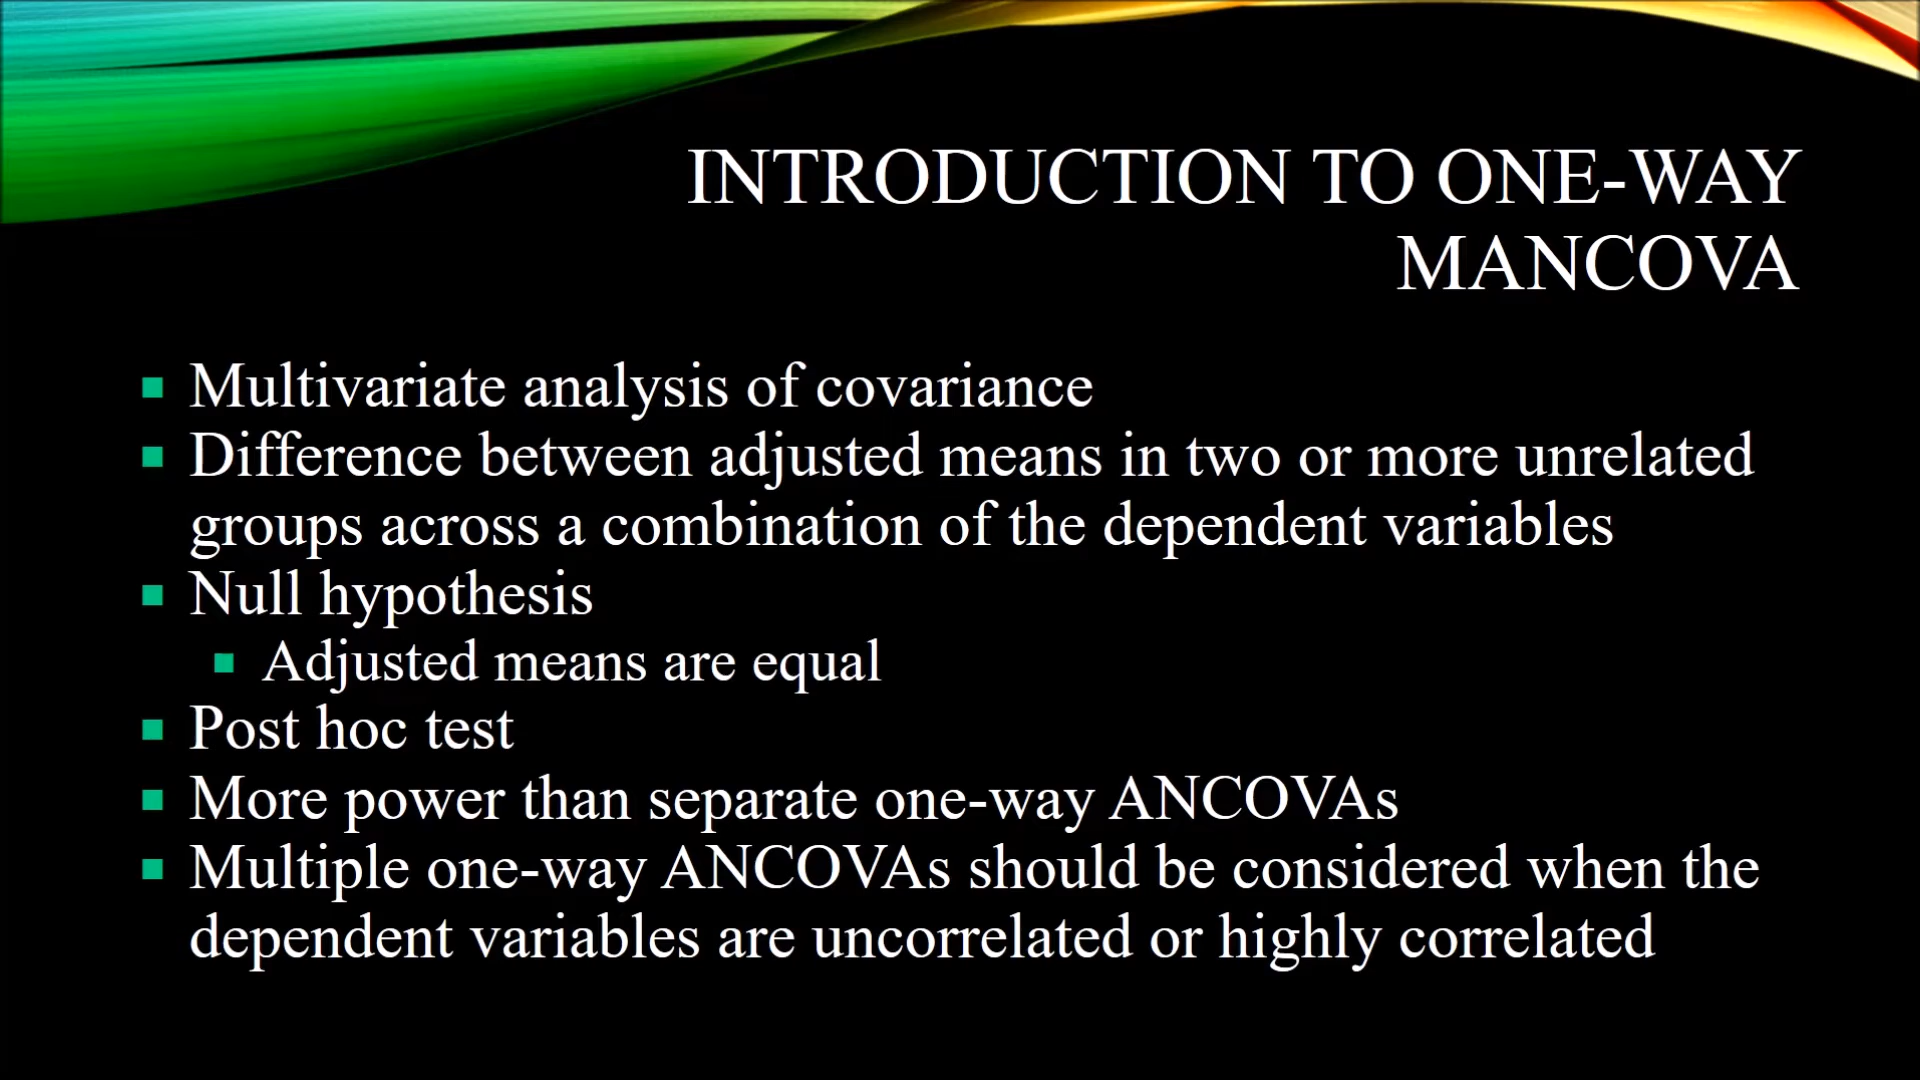 INTRODUCTION TO ONE-WAY
MANCOVA
Multivariate analysis of covariance
Difference between adjusted means in two or more unrelated
groups across a combination of the dependent variables
Null hypothesis
Adjusted means are equal
Post hoc test
More power than separate one-way ANCOVAs
Multiple one-way ANCOVAs should be considered when the
dependent variables are uncorrelated or highly correlated